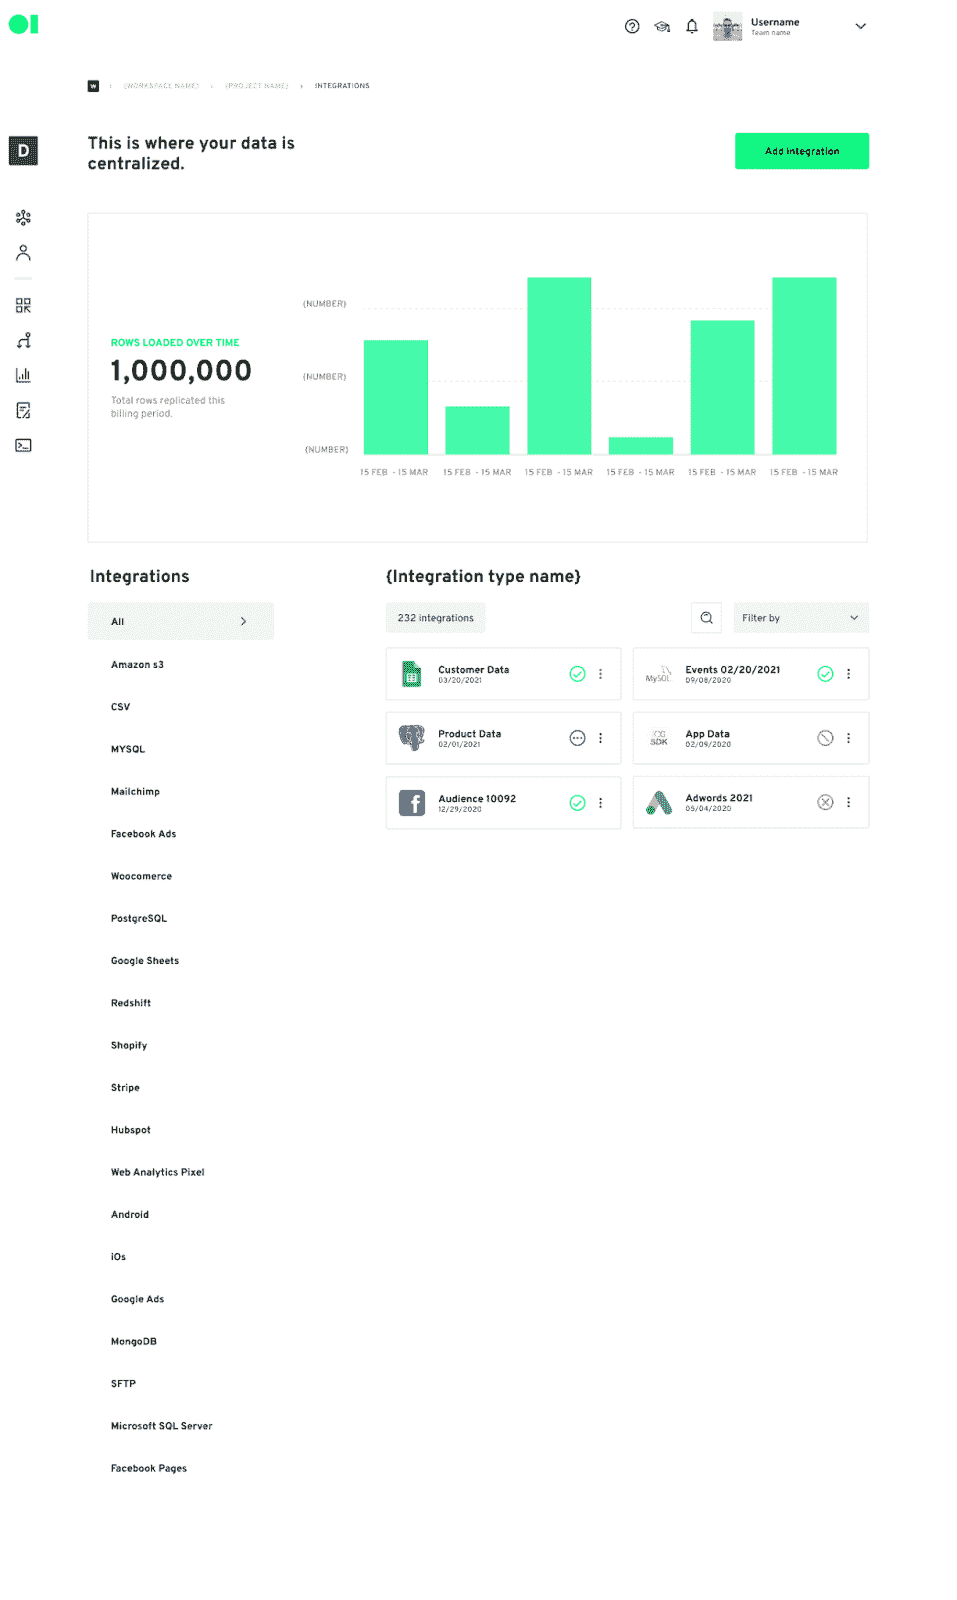 Username
Team name
W
{WORKSPACE NAME} {PROJECT NAME} INTEGRATIONS
D
This is where your data is
centralized.
Add integration
ROWS LOADED OVER TIME
1,000,000
Total rows replicated this
billing period.
{NUMBER}
{NUMBER}
{NUMBER}
15 FEB - 15 MAR 15 FEB - 15 MAR 15 FEB - 15 MAR 15 FEB - 15 MAR 15 FEB - 15 MAR 15 FEB - 15 MAR
Integrations
All
Amazon s3
CSV
MYSQL
Mailchimp
Facebook Ads
Woocomerce
PostgreSQL
Google Sheets
Redshift
Shopify
Stripe
Hubspot
Web Analytics Pixel
Android
iOs
Google Ads
MongoDB
SFTP
Microsoft SQL Server
Facebook Pages
{Integration type name}
232 integrations
Filter by
Customer Data
03/20/2021
MySQL
Events 02/20/2021
09/08/2020
Product Data
02/01/2021
SDK
App Data
02/09/2020
Audience 10092
12/29/2020
Adwords 2021
05/04/2020